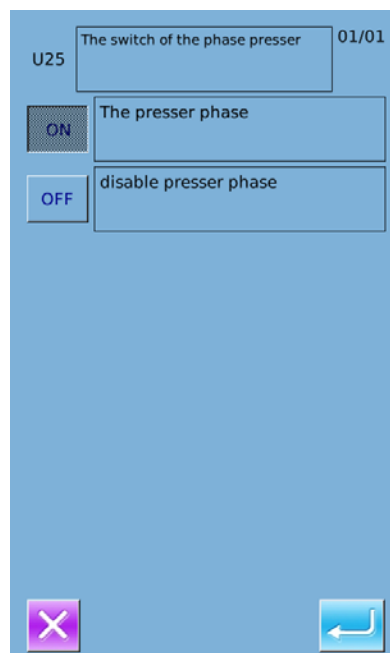 The switch of the phase presser
01/01
U25
ON
The presser phase
OFF
disable presser phase